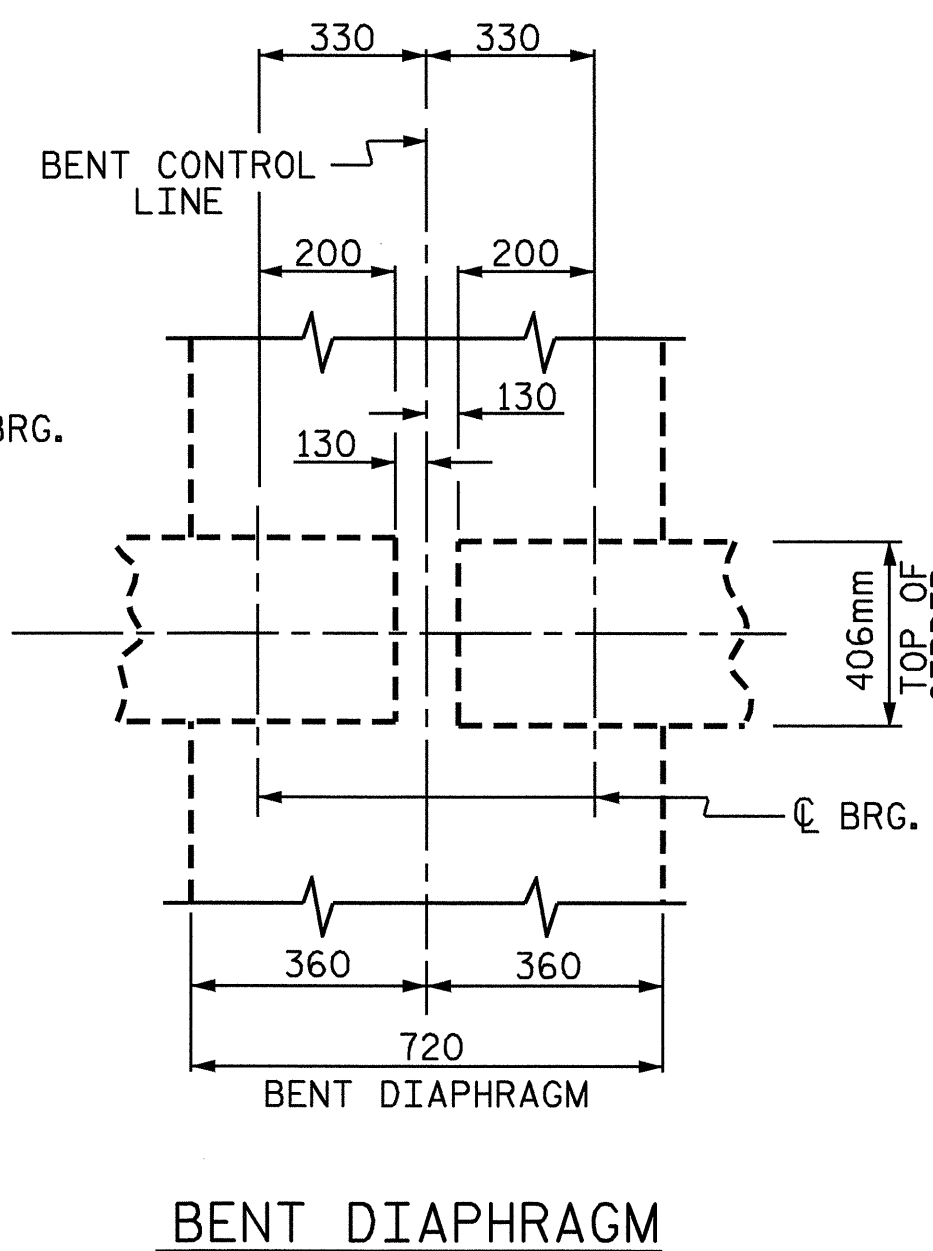 330 330
BENT CONTROL
LINE
200 200
130
BRG.
130
406mm
TOP OF
℄ BRG.
360 360
720
BENT DIAPHRAGM
BENT DIAPHRAGM